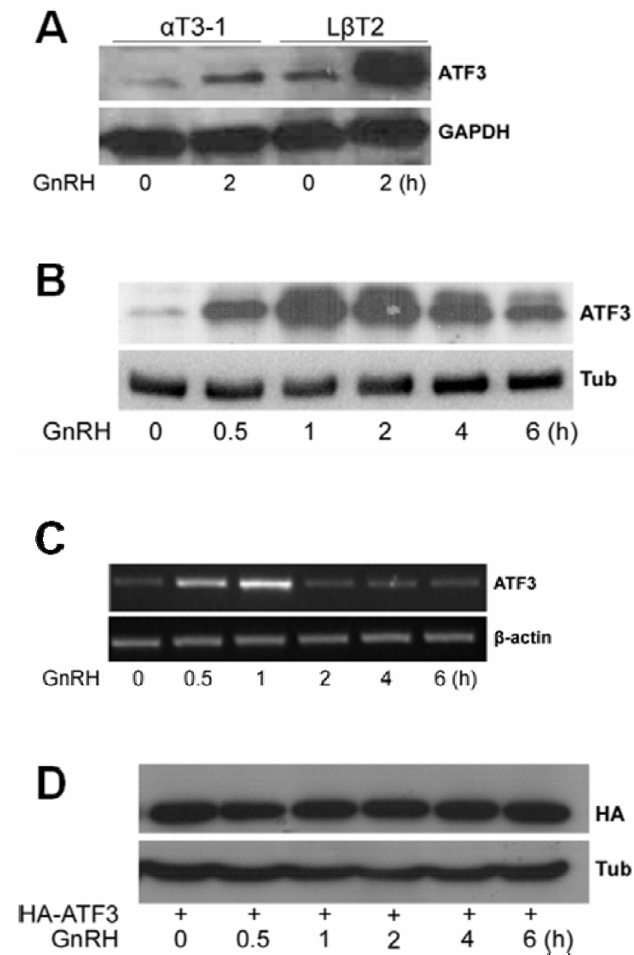 A
αT3-1 LβT2
ATF3
GAPDH
GnRH 0 2 0 2 (h)
B
ATF3
Tub
GnRH 0 0.5 1 2 4 6 (h)
C
ATF3
β-actin
GnRH 0 0.5 1 2 4 6 (h)
D
HA
Tub
HA-ATF3 + + + + + +
GnRH 0 0.5 1 2 4 6 (h)